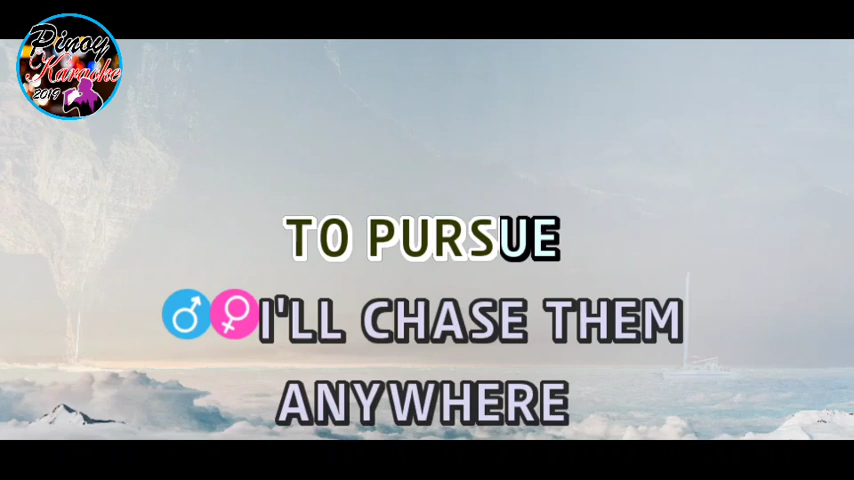 Pinoy
Karaoke
2019
TO PURSUE
♂♀I'LL CHASE THEM
ANYWHERE